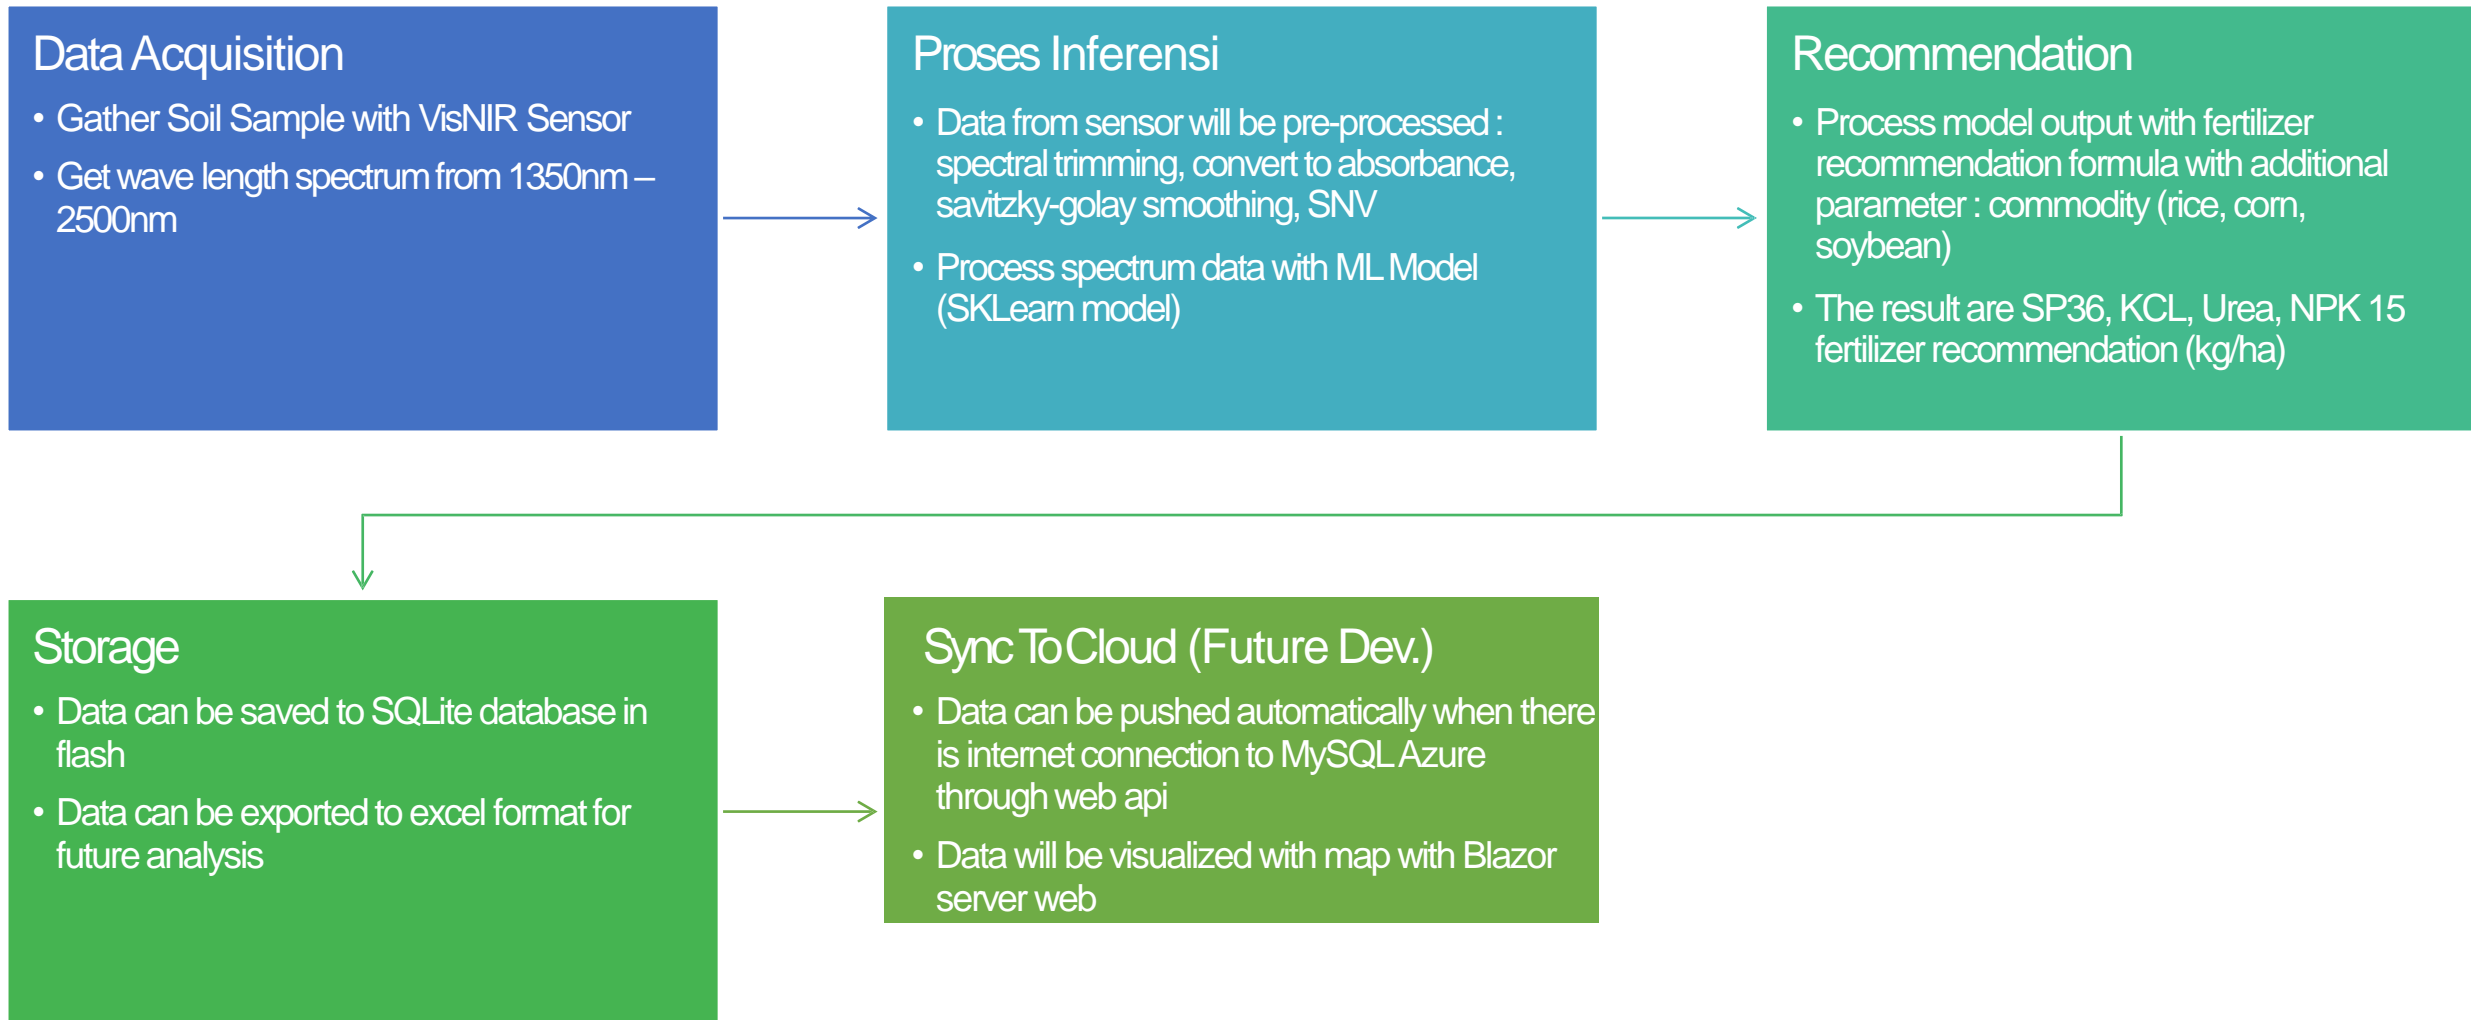 Data Acquisition
• Gather Soil Sample with VisNIR Sensor
• Get wave length spectrum from 1350nm –
2500nm
Proses Inferensi
• Data from sensor will be pre-processed :
spectral trimming, convert to absorbance,
savitzky-golay smoothing, SNV
• Process spectrum data with ML Model
(SKLearn model)
Recommendation
• Process model output with fertilizer
recommendation formula with additional
parameter : commodity (rice, corn,
soybean)
• The result are SP36, KCL, Urea, NPK 15
fertilizer recommendation (kg/ha)
Storage
• Data can be saved to SQLite database in
flash
• Data can be exported to excel format for
future analysis
Sync To Cloud (Future Dev.)
• Data can be pushed automatically when there
is internet connection to MySQL Azure
through web api
• Data will be visualized with map with Blazor
server web